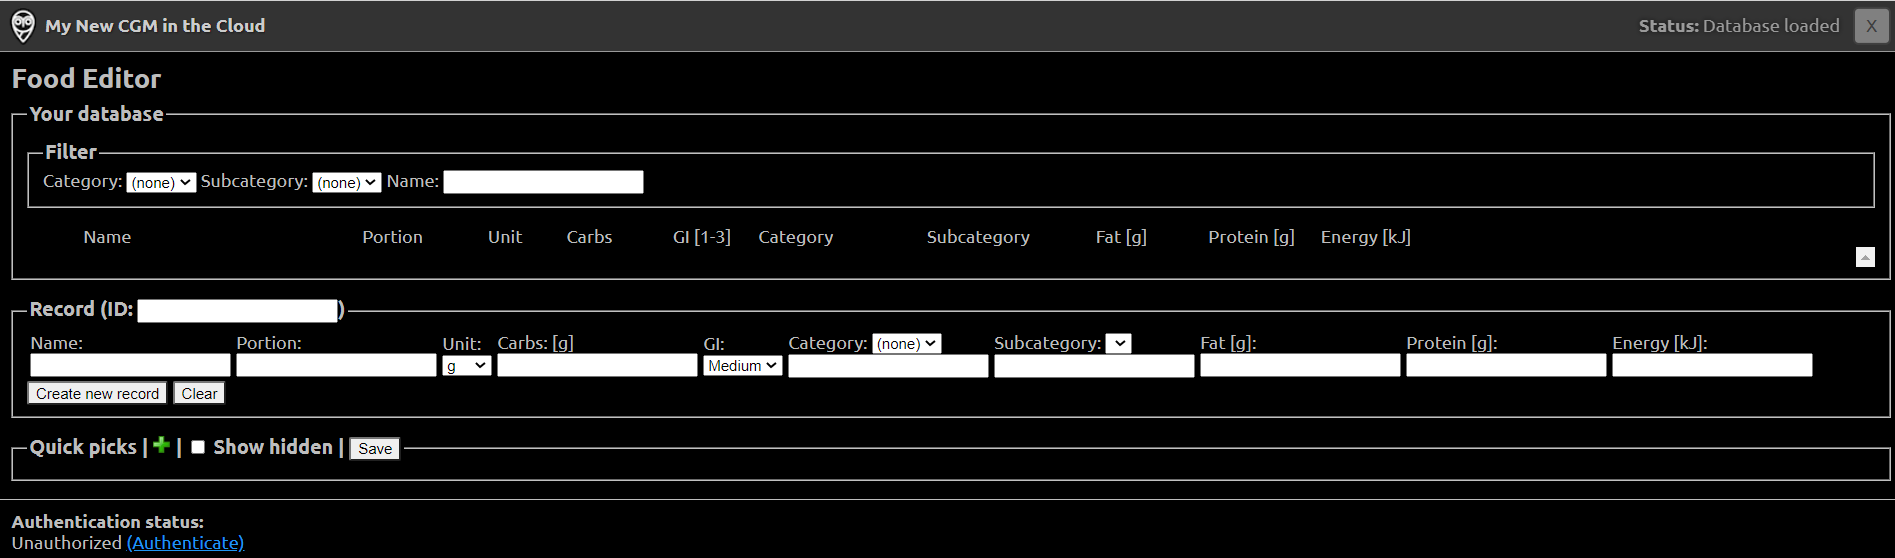 My New CGM in the Cloud Status: Database loaded X
Food Editor
Your database
Filter
Category: (none) Subcategory: (none) Name:
Name Portion Unit Carbs GI [1-3] Category Subcategory Fat [g] Protein [g] Energy [kJ]
Record (ID: )
Name: Portion: Unit: Carbs: [g] GI: Category: (none) Subcategory: Fat [g]: Protein [g]: Energy [kJ]:
g Medium
Create new record Clear
Quick picks | | Show hidden | Save
Authentication status:
Unauthorized (Authenticate)